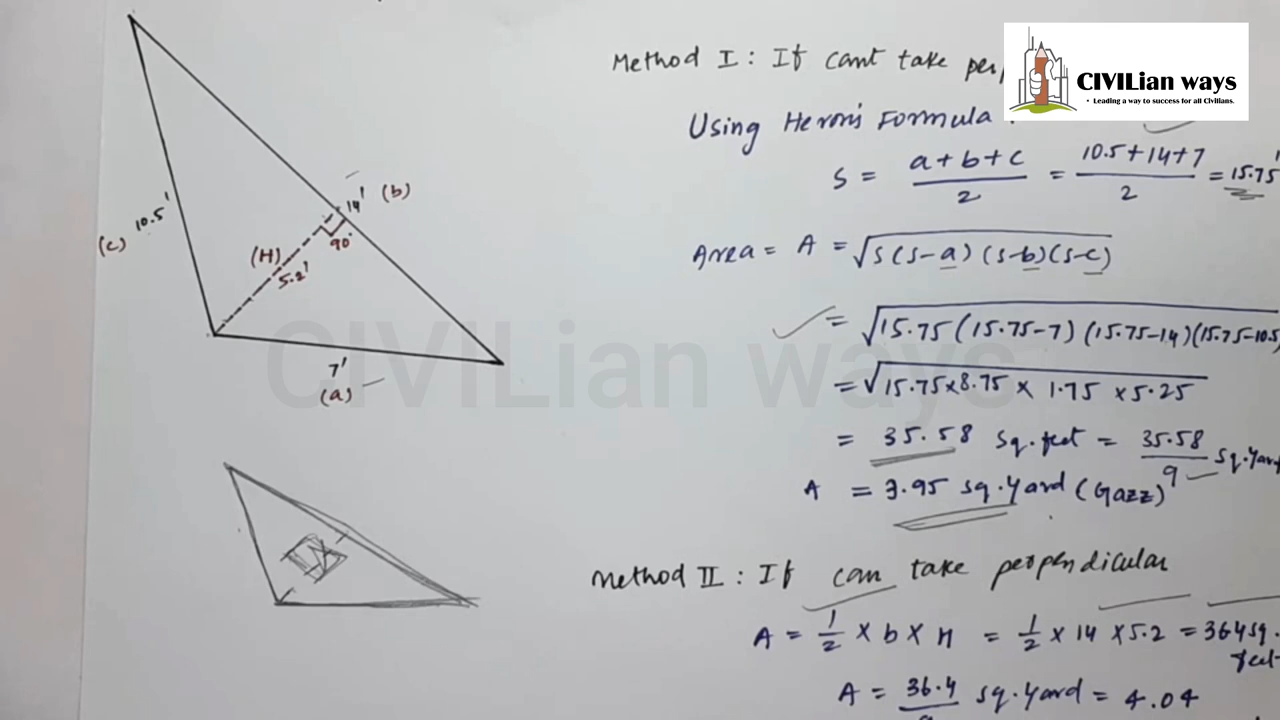 Method I : If cant take
CIVILian ways
• Leading a way to success for all Civilians.
Using Heron's Formula :
S = a+b+c/2 = 10.5+14+7/2 = 15.75'
Area = A = √S(S-a)(S-b)(S-c)
= √15.75(15.75-7)(15.75-14)(15.75-10.5
= √15.75×8.75 × 1.75 × 5.25
= 35.58 sq.feet = 35.58/9 sq.Yard
A = 3.95 sq.Yard (Gazz)
Method II : If can take perpendicular
A = 1/2 × b × H = 1/2 × 14 × 5.2 = 364 sq.
feet
A = 36.4/9 sq.Yard = 4.04
14' (b)
(c) 10.5'
(H)
5.2'
90°
7'
(a)
CIVILian ways